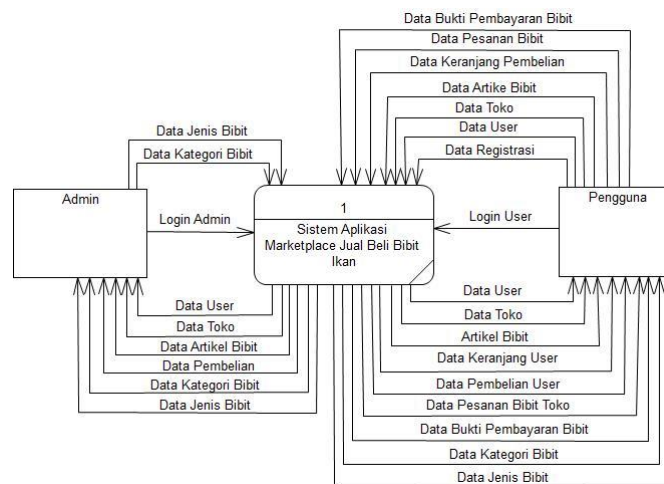 Data Bukti Pembayaran Bibit
Data Pesanan Bibit
Data Keranjang Pembelian
Data Artike Bibit
Data Toko
Data User
Data Registrasi
Data Jenis Bibit
Data Kategori Bibit
Admin
Login Admin
1
Sistem Aplikasi
Marketplace Jual Beli Bibit
Ikan
Login User
Pengguna
Data User
Data Toko
Data Artikel Bibit
Data Pembelian
Data Kategori Bibit
Data Jenis Bibit
Data User
Data Toko
Artikel Bibit
Data Keranjang User
Data Pembelian User
Data Pesanan Bibit Toko
Data Bukti Pembayaran Bibit
Data Kategori Bibit
Data Jenis Bibit